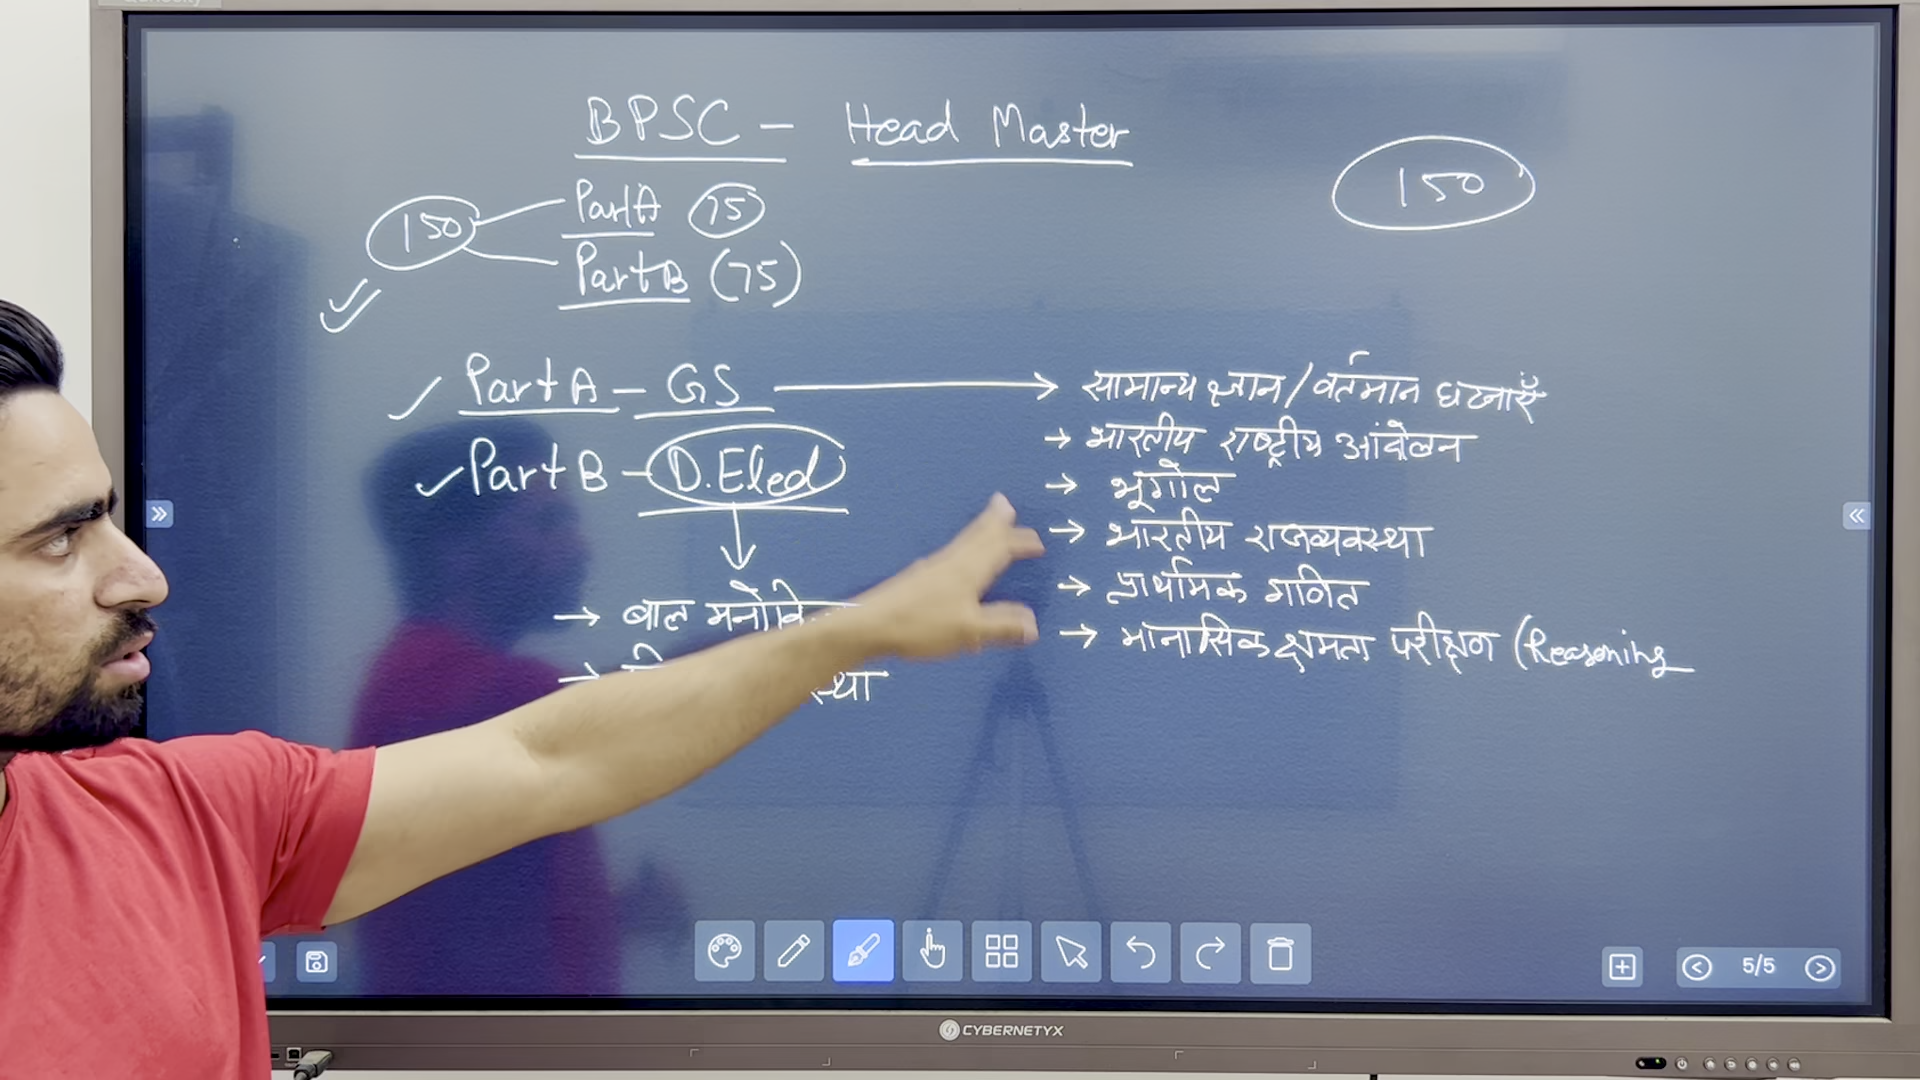 BPSC - Head Master
150
150
Part A 75
Part B (75)
Part A - GS → सामान्य ज्ञान/वर्तमान घटनाएँ
Part B - D.Eled
→ भारतीय राष्ट्रीय आंदोलन
→ भूगोल
→ भारतीय राजव्यवस्था
→ प्राथमिक गणित
→ मानसिक क्षमता परीक्षण (Reasoning
→ बाल
→
5/5
CYBERNETYX